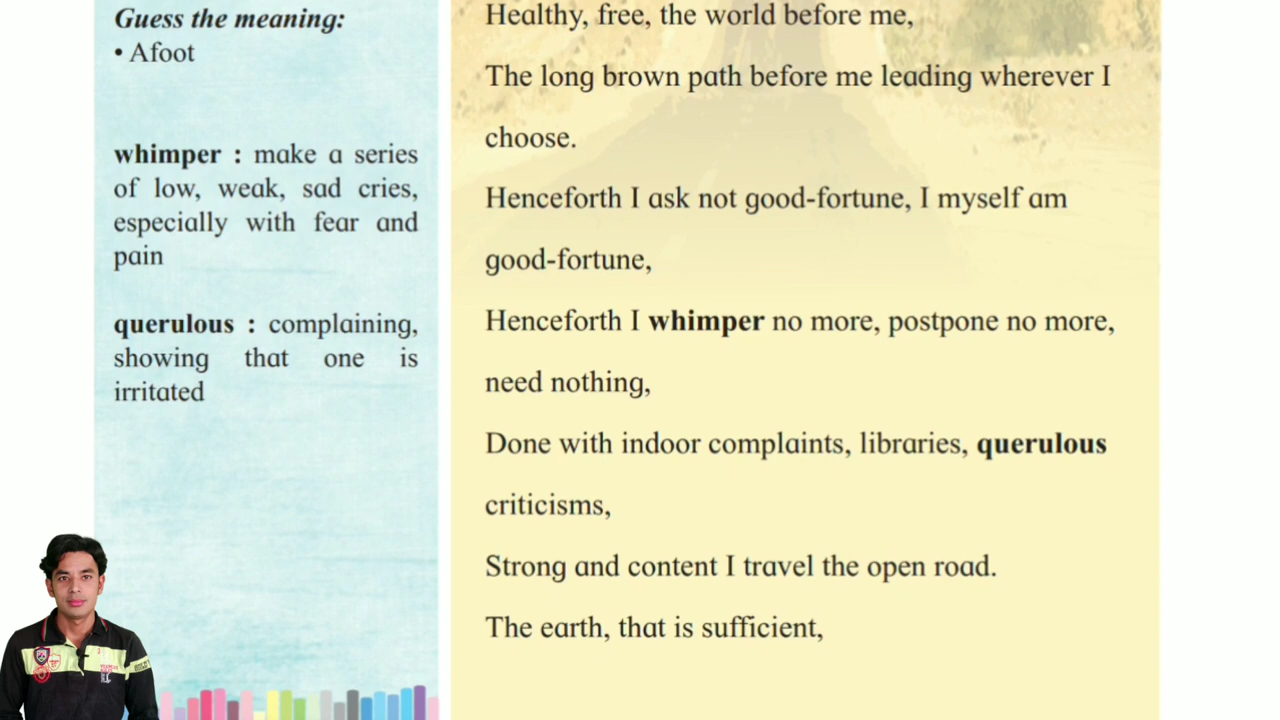 Guess the meaning:
• Afoot
whimper : make a series
of low, weak, sad cries,
especially with fear and
pain
querulous : complaining,
showing that one is
irritated
Healthy, free, the world before me,
The long brown path before me leading wherever I
choose.
Henceforth I ask not good-fortune, I myself am
good-fortune,
Henceforth I whimper no more, postpone no more,
need nothing,
Done with indoor complaints, libraries, querulous
criticisms,
Strong and content I travel the open road.
The earth, that is sufficient,